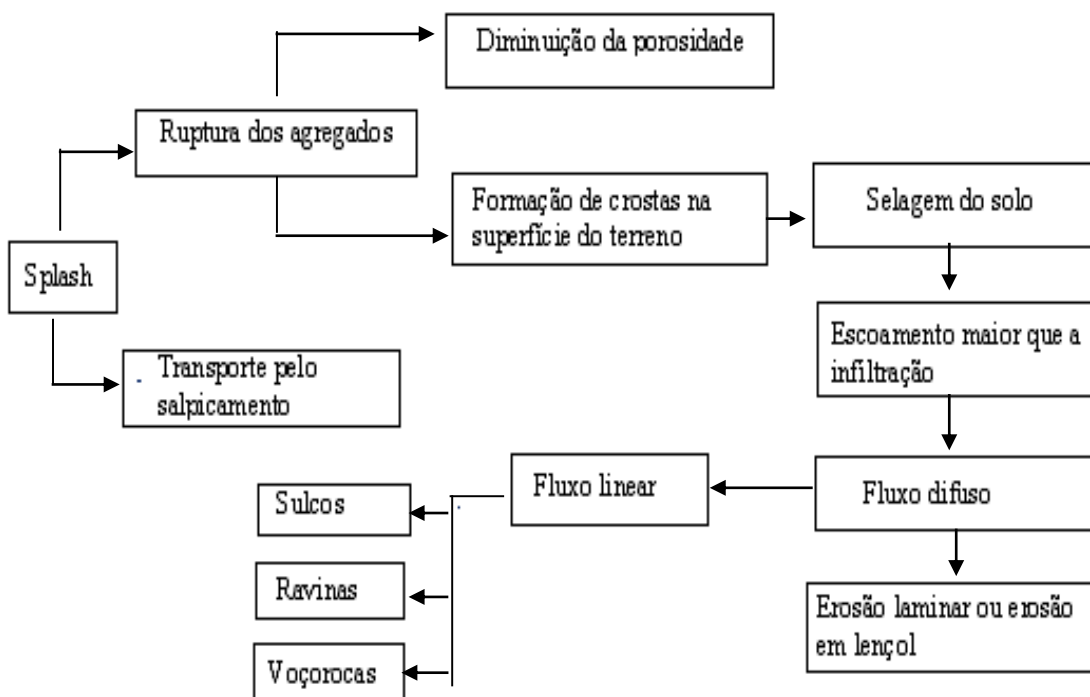 Diminuição da porosidade
Ruptura dos agregados
Formação de crostas na
superfície do terreno
Selagem do solo
Splash
Escoamento maior que a
infiltração
Transporte pelo
salpicamento
Fluxo linear
Fluxo difuso
Sulcos
Ravinas
Erosão laminar ou erosão
em lençol
Voçorocas